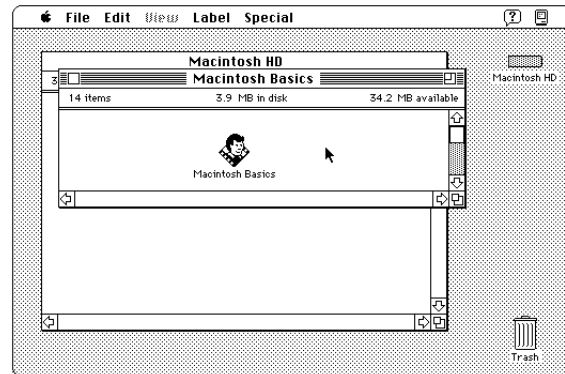 File Edit View Label Special
Macintosh HD
3
Macintosh Basics
14 items 3.9 MB in disk 34.2 MB available
Macintosh Basics
Macintosh HD
Trash